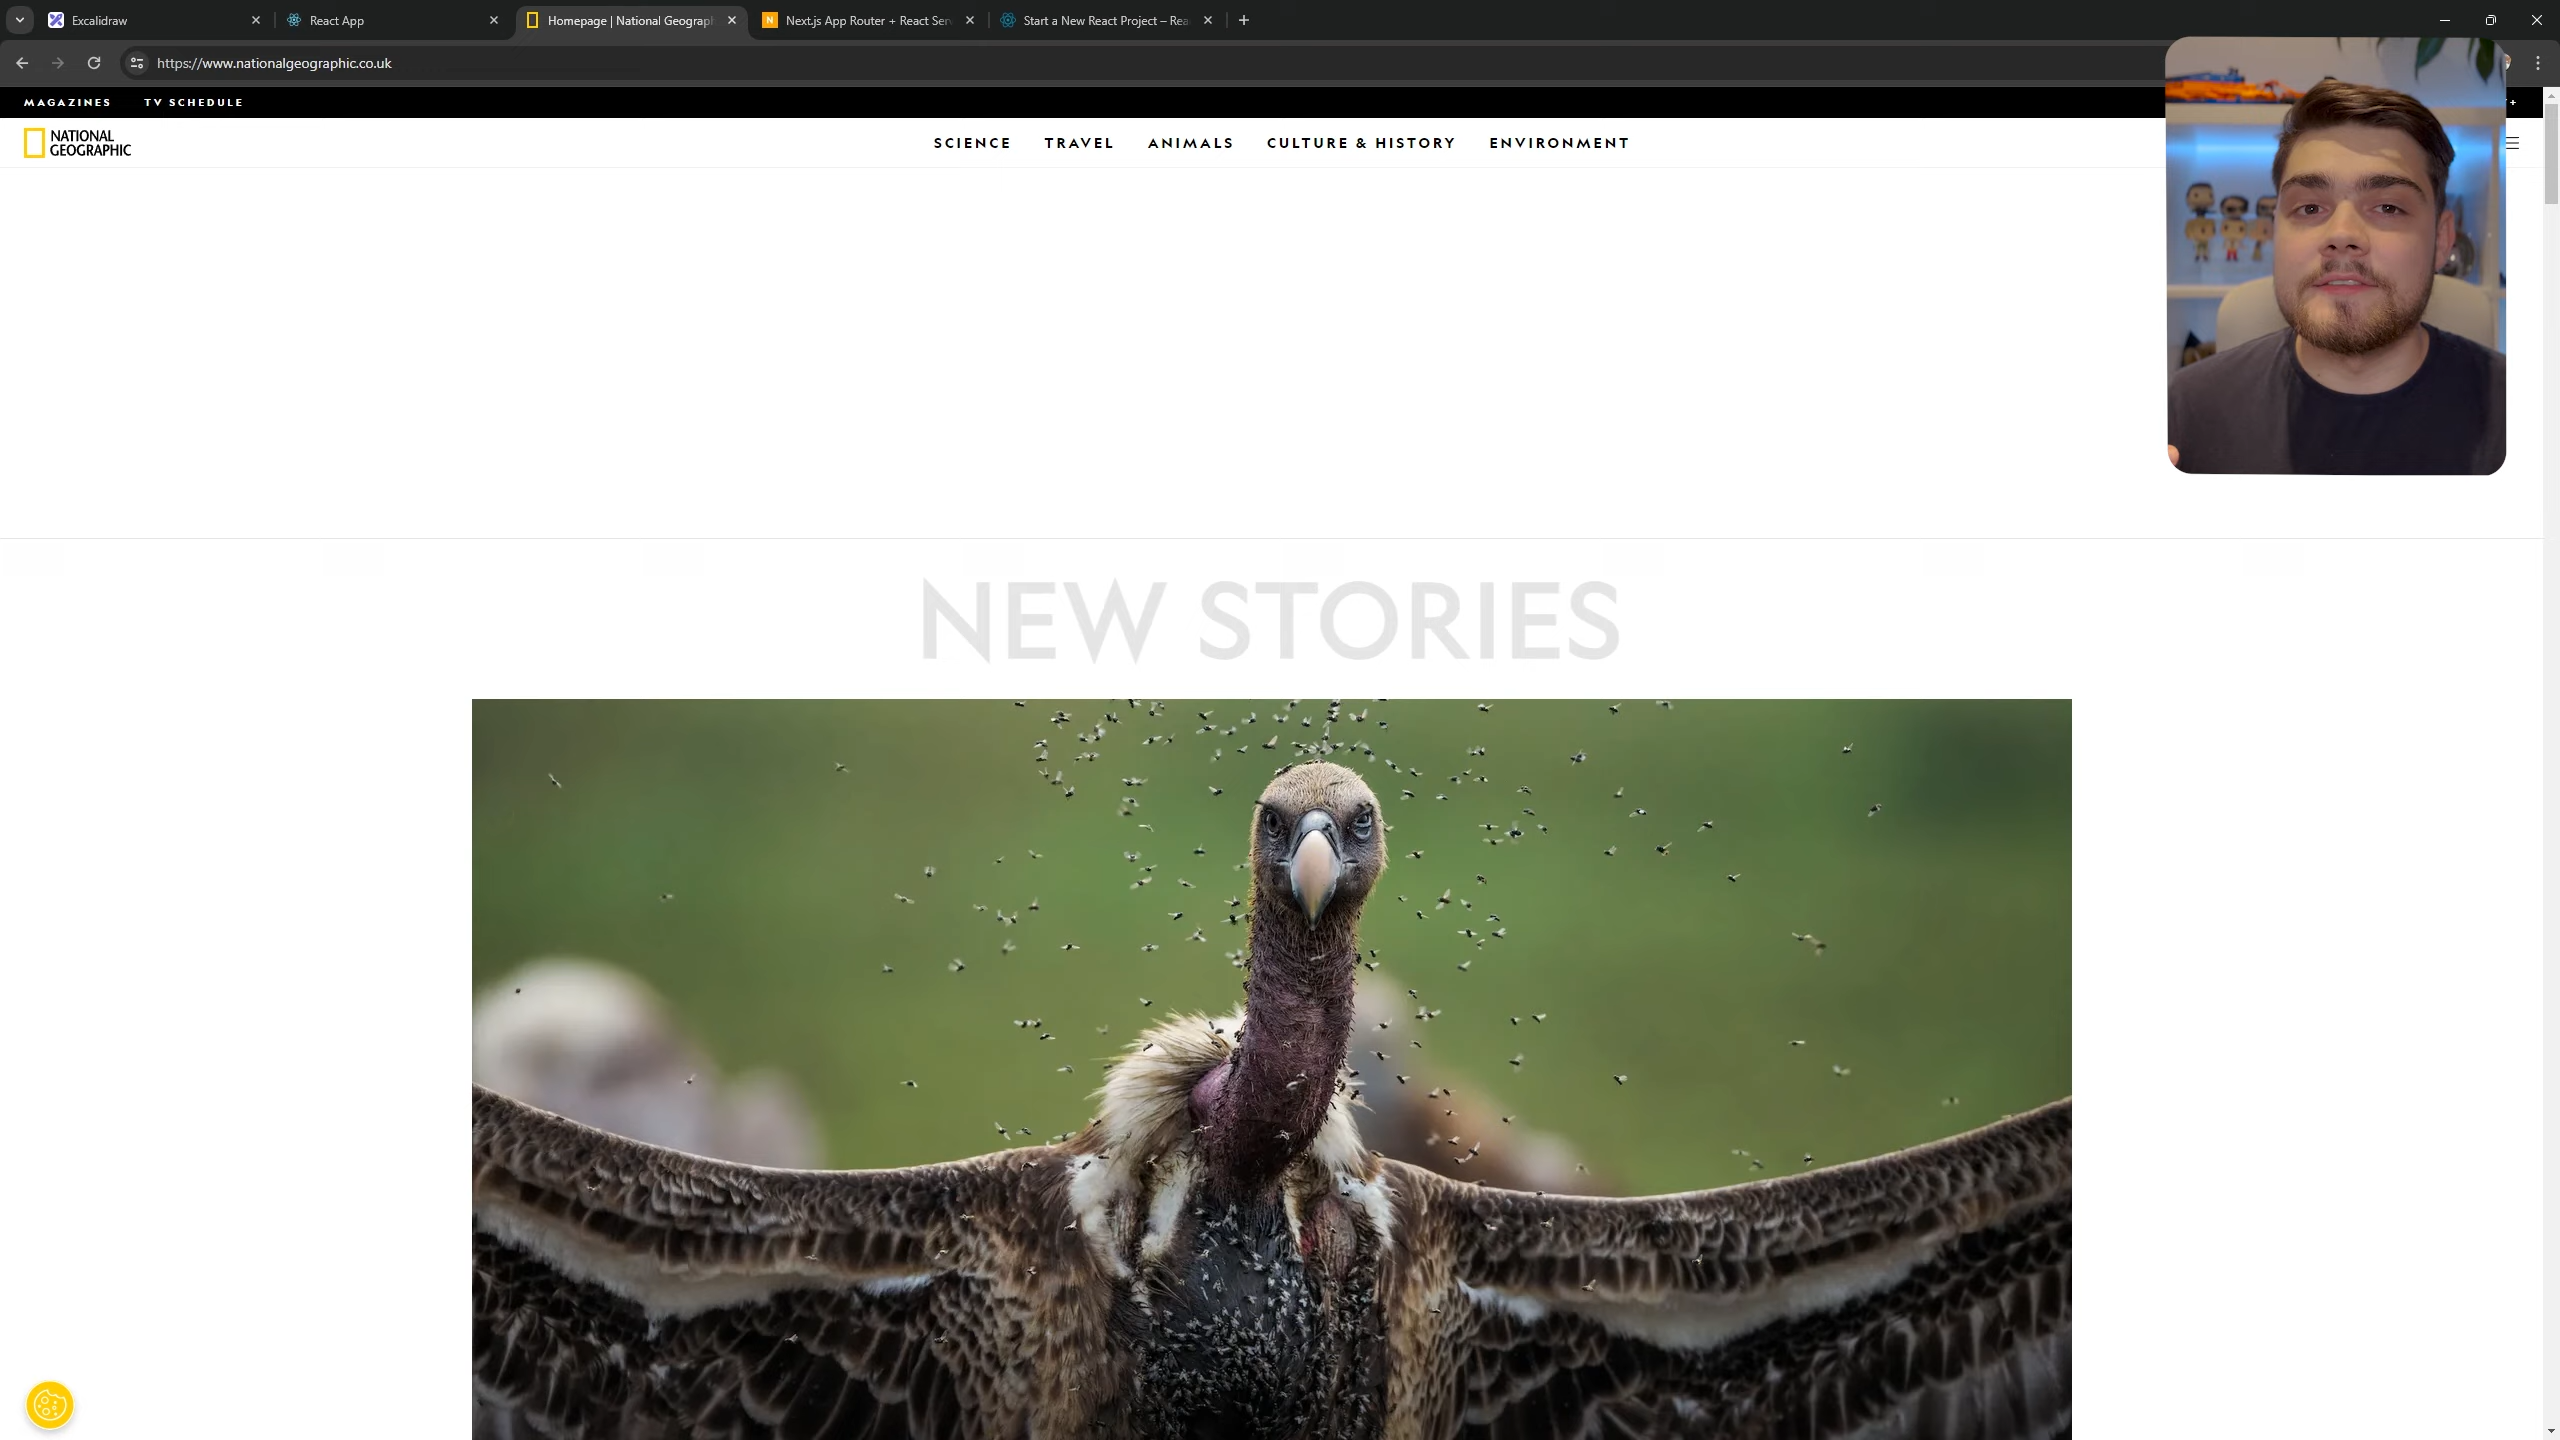 Excalidraw
React App
Homepage | National Geograph
Next.js App Router + React Serv
Start a New React Project – Rea
https://www.nationalgeographic.co.uk
MAGAZINES TV SCHEDULE
NATIONAL
GEOGRAPHIC
SCIENCE TRAVEL ANIMALS CULTURE & HISTORY ENVIRONMENT
NEW STORIES